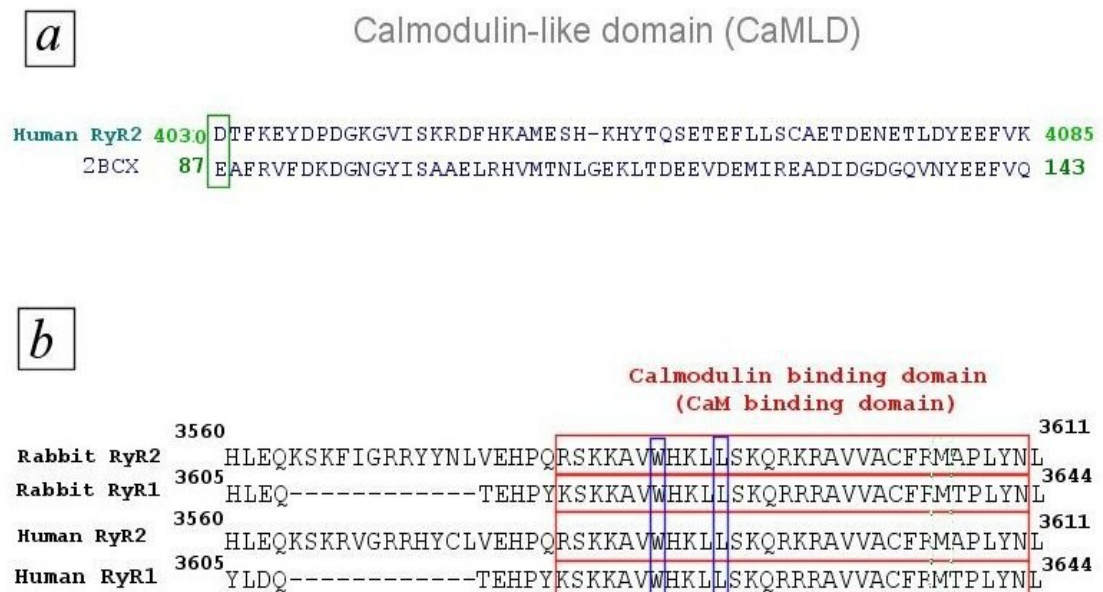 a
Calmodulin-like domain (CaMLD)
Human RyR2 4030 DTFKEYDPDGKGVISKRDFHKAMESH-KHYTQSETEFLLSCAETDENETLDYEEFVK 4085
2BCX 87 EAFRVFDKDGNGYISAAELRHVMTNLGEKLTDEEVDEMIREADIDGDGQVNYEEFVQ 143
b
Calmodulin binding domain
(CaM binding domain)
3560 3611
Rabbit RyR2 HLEQKSKFIGRRYYNLVEHPQRSKKAVWHKLLSKQRKRAVVACFRMAPLYNL
3605 3644
Rabbit RyR1 HLEQ------------TEHPYKSKKAVWHKLLSKQRRRAVVACFRMTPLYNL
3560 3611
Human RyR2 HLEQKSKRVGRRHYCLVEHPQRSKKAVWHKLLSKQRKRAVVACFRMAPLYNL
3605 3644
Human RyR1 YLDQ------------TEHPYKSKKAVWHKLLSKQRRRAVVACFRMTPLYNL